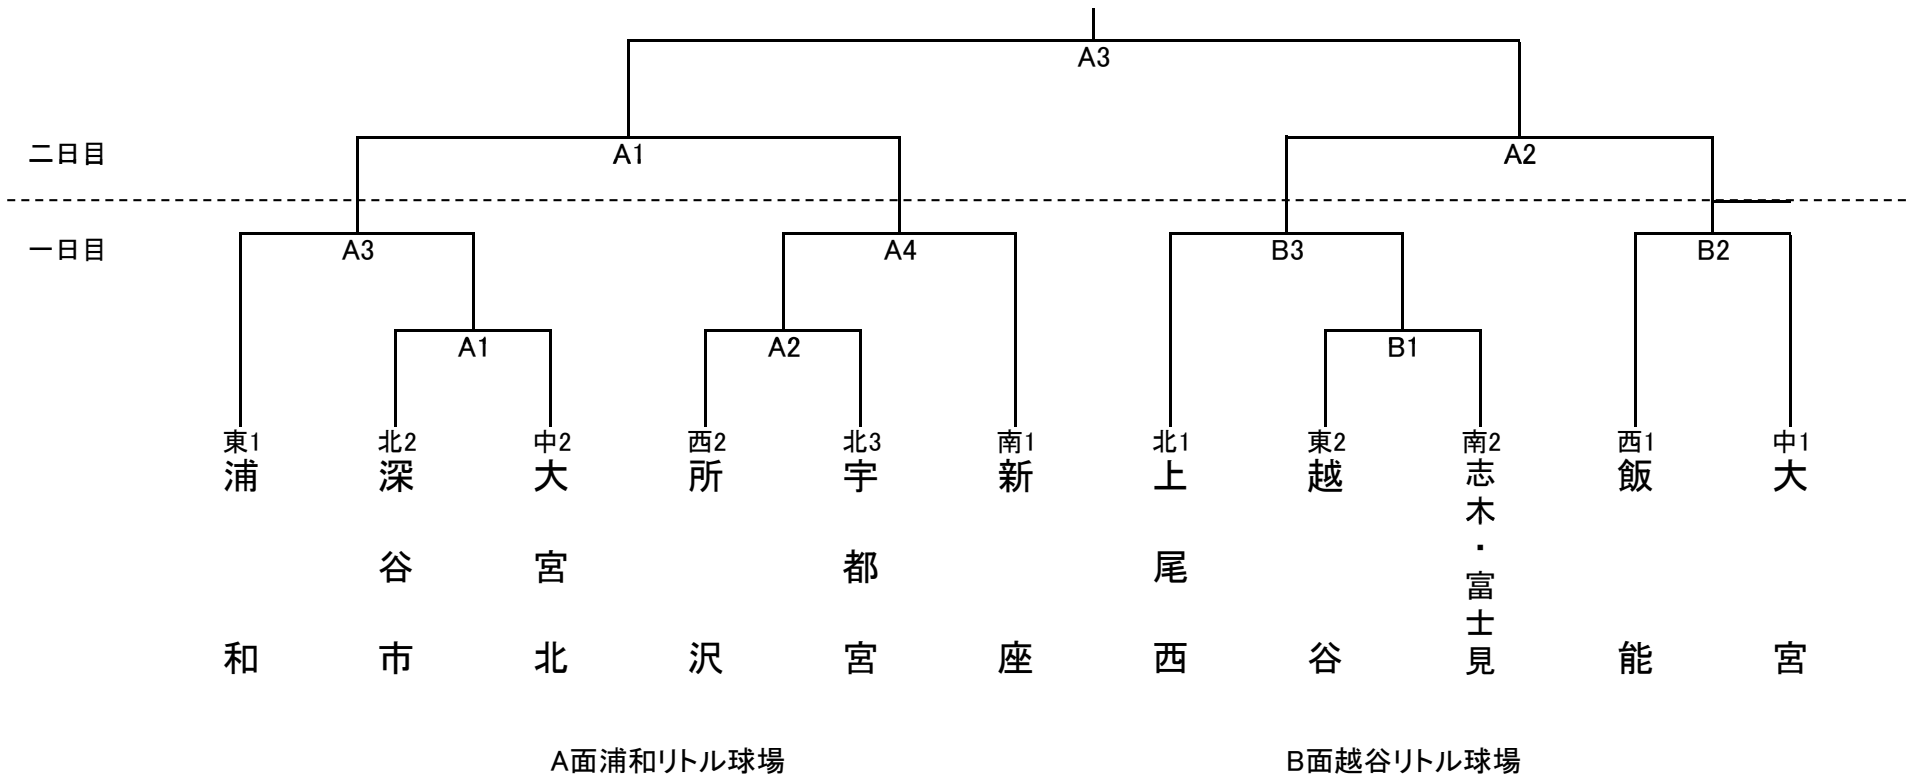 A3
二日目
A1
A2
一日目
A3
A4
B3
B2
A1
A2
B1
東1
浦和
北2
深谷市
中2
大宮北
西2
所沢
北3
宇都宮
南1
新座
北1
上尾西
東2
越谷
南2
志木・富士見
西1
飯能
中1
大宮
A面浦和リトル球場
B面越谷リトル球場